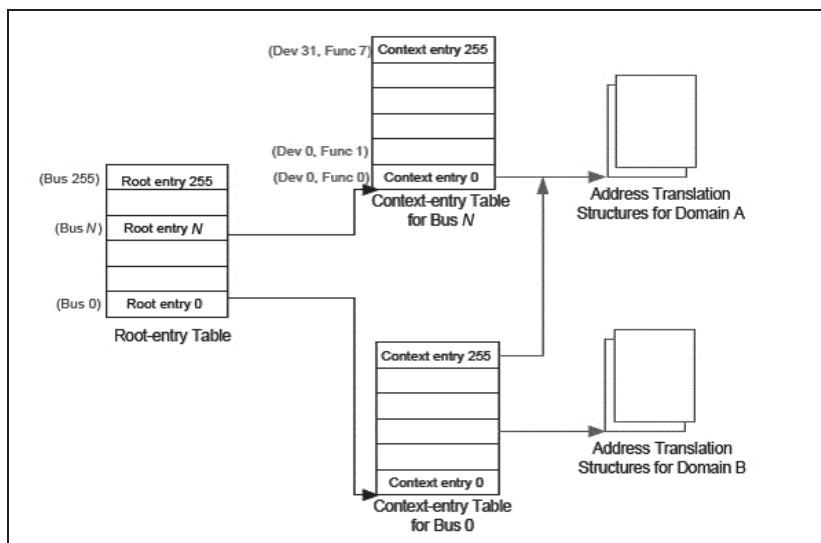 (Dev 31, Func 7)
Context entry 255
(Dev 0, Func 1)
(Dev 0, Func 0)
Context entry 0
Context-entry Table
for Bus N
(Bus 255)
Root entry 255
(Bus N)
Root entry N
(Bus 0)
Root entry 0
Root-entry Table
Address Translation
Structures for Domain A
Context entry 255
Context entry 0
Context-entry Table
for Bus 0
Address Translation
Structures for Domain B